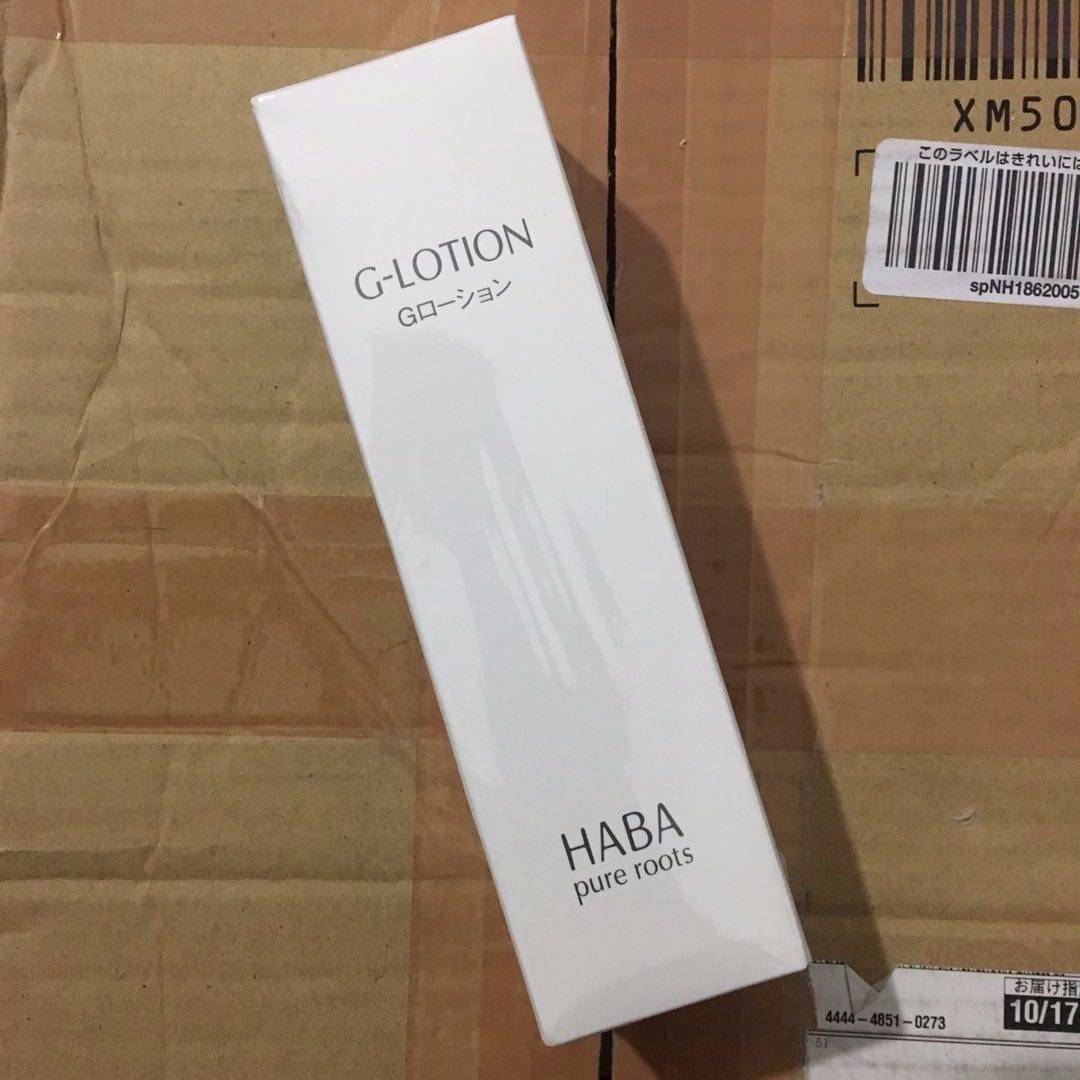 G-LOTION
Gローション
HABA
pure roots
XM50
このラベルはきれいには
spNH1862005
お届け指
10/17
4444-4851-0273